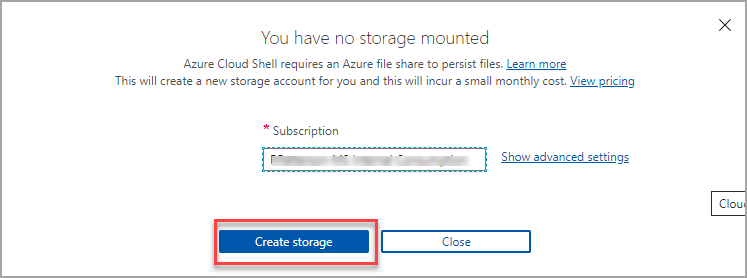 You have no storage mounted
Azure Cloud Shell requires an Azure file share to persist files. Learn more
This will create a new storage account for you and this will incur a small monthly cost. View pricing
* Subscription
Show advanced settings
Cloud
Create storage
Close